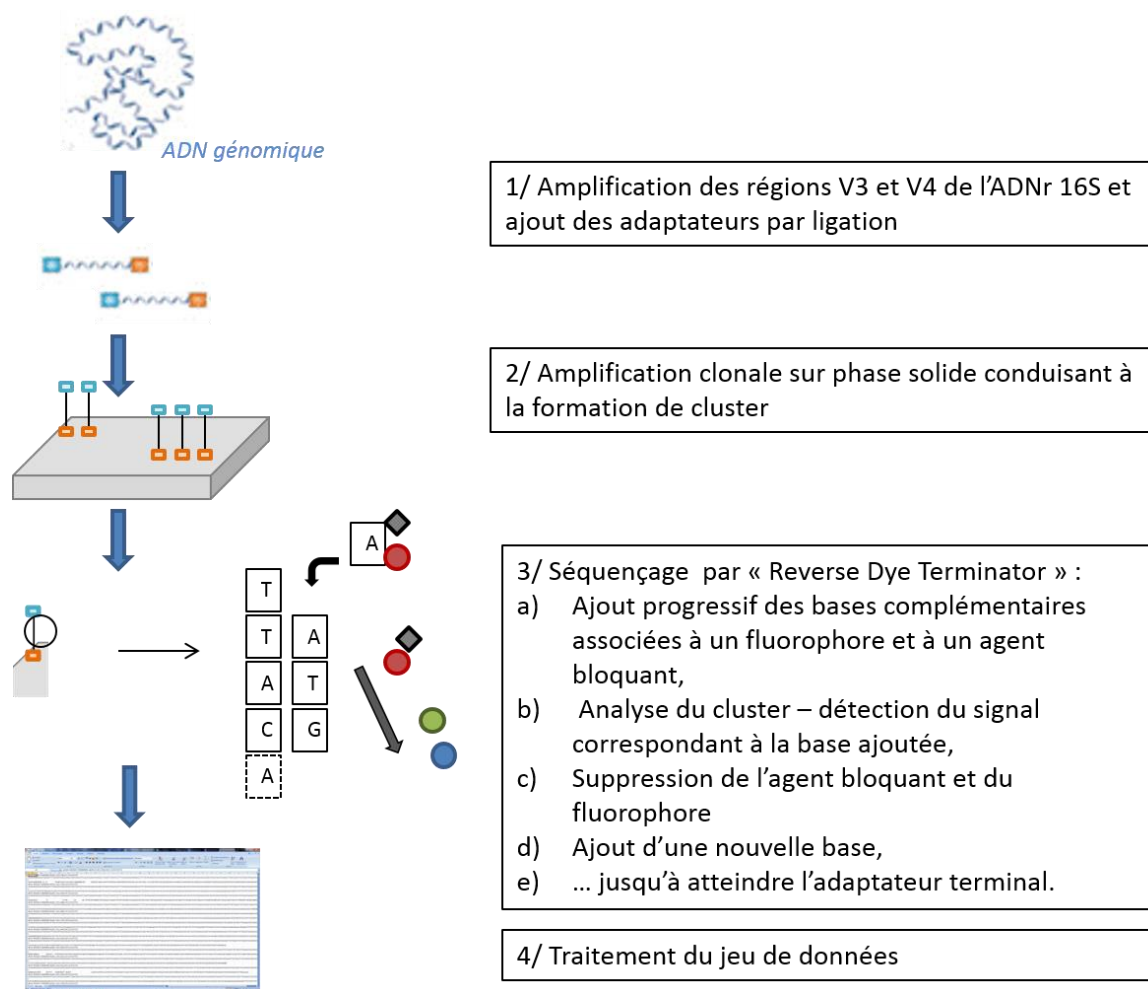 ADN génomique
1/ Amplification des régions V3 et V4 de l’ADNr 16S et
ajout des adaptateurs par ligation
2/ Amplification clonale sur phase solide conduisant à
la formation de cluster
A
T
T A
A T
C G
A
3/ Séquençage par « Reverse Dye Terminator » :
a) Ajout progressif des bases complémentaires
associées à un fluorophore et à un agent
bloquant,
b) Analyse du cluster – détection du signal
correspondant à la base ajoutée,
c) Suppression de l’agent bloquant et du
fluorophore
d) Ajout d’une nouvelle base,
e) … jusqu’à atteindre l’adaptateur terminal.
4/ Traitement du jeu de données